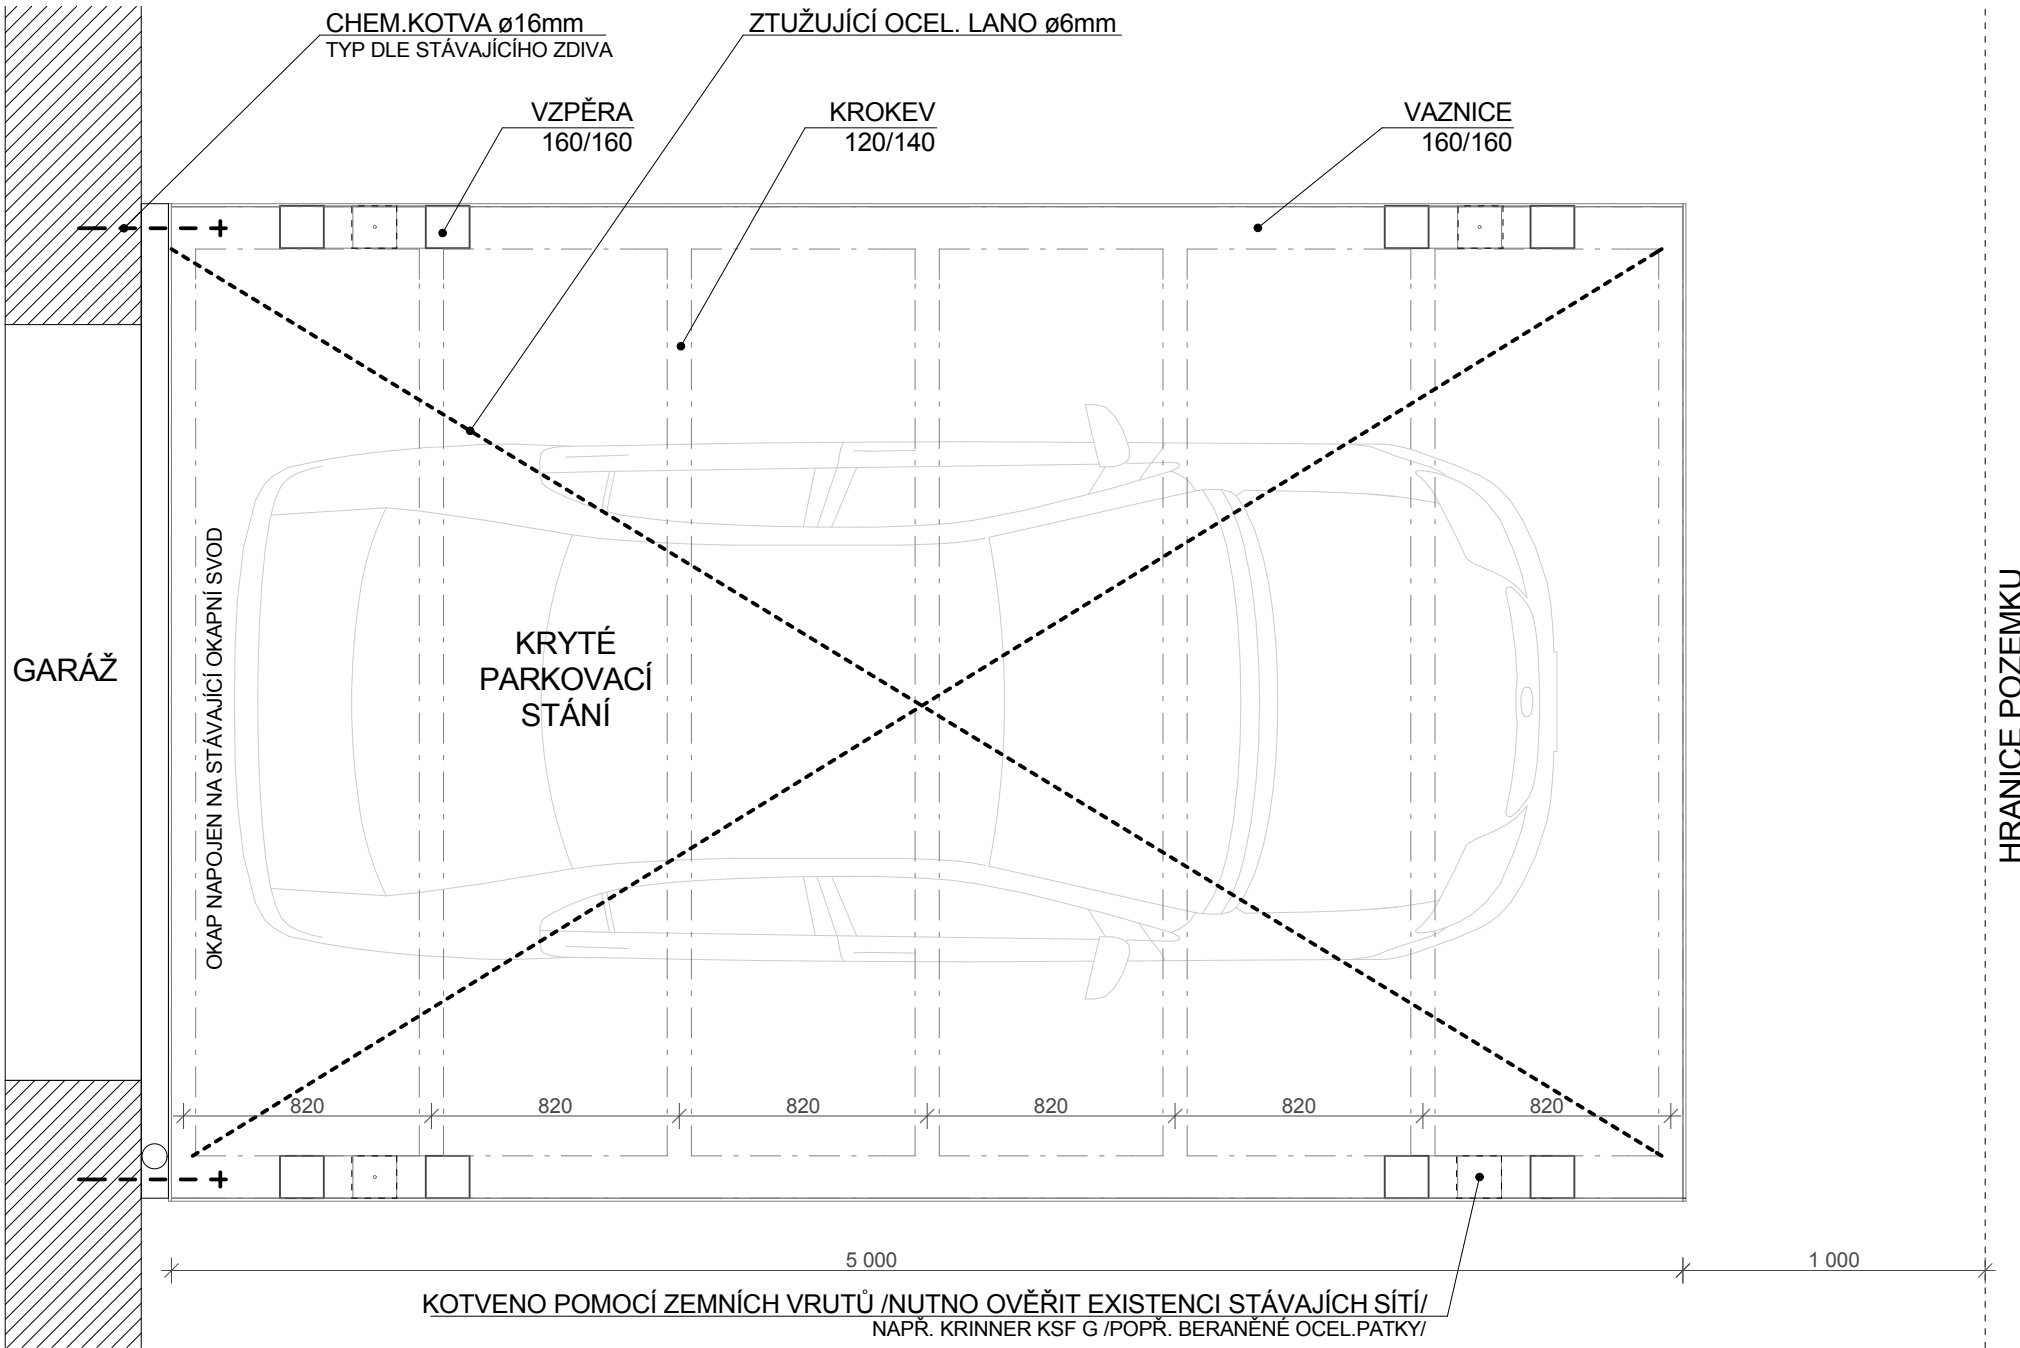 CHEM.KOTVA ø16mm
TYP DLE STÁVAJÍCÍHO ZDIVA
ZTUŽUJÍCÍ OCEL. LANO ø6mm
VZPĚRA
160/160
KROKEV
120/140
VAZNICE
160/160
GARÁŽ
OKAP NAPOJEN NA STÁVAJÍCÍ OKAPNÍ SVOD
KRYTÉ
PARKOVACÍ
STÁNÍ
HRANICE POZEMKU
820
820
820
820
820
820
5 000
1 000
KOTVENO POMOCÍ ZEMNÍCH VRUTŮ /NUTNO OVĚŘIT EXISTENCI STÁVAJÍCH SÍTÍ/
NAPŘ. KRINNER KSF G /POPŘ. BERANĚNÉ OCEL.PATKY/